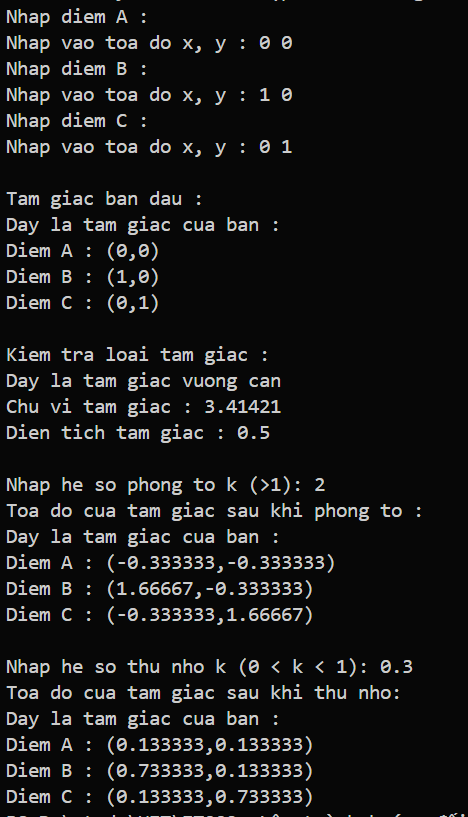 Nhap diem A :
Nhap vao toa do x, y : 0 0
Nhap diem B :
Nhap vao toa do x, y : 1 0
Nhap diem C :
Nhap vao toa do x, y : 0 1
Tam giac ban dau :
Day la tam giac cua ban :
Diem A : (0,0)
Diem B : (1,0)
Diem C : (0,1)
Kiem tra loai tam giac :
Day la tam giac vuong can
Chu vi tam giac : 3.41421
Dien tich tam giac : 0.5
Nhap he so phong to k (>1): 2
Toa do cua tam giac sau khi phong to :
Day la tam giac cua ban :
Diem A : (-0.333333,-0.333333)
Diem B : (1.66667,-0.333333)
Diem C : (-0.333333,1.66667)
Nhap he so thu nho k (0 < k < 1): 0.3
Toa do cua tam giac sau khi thu nho:
Day la tam giac cua ban :
Diem A : (0.133333,0.133333)
Diem B : (0.733333,0.133333)
Diem C : (0.133333,0.733333)